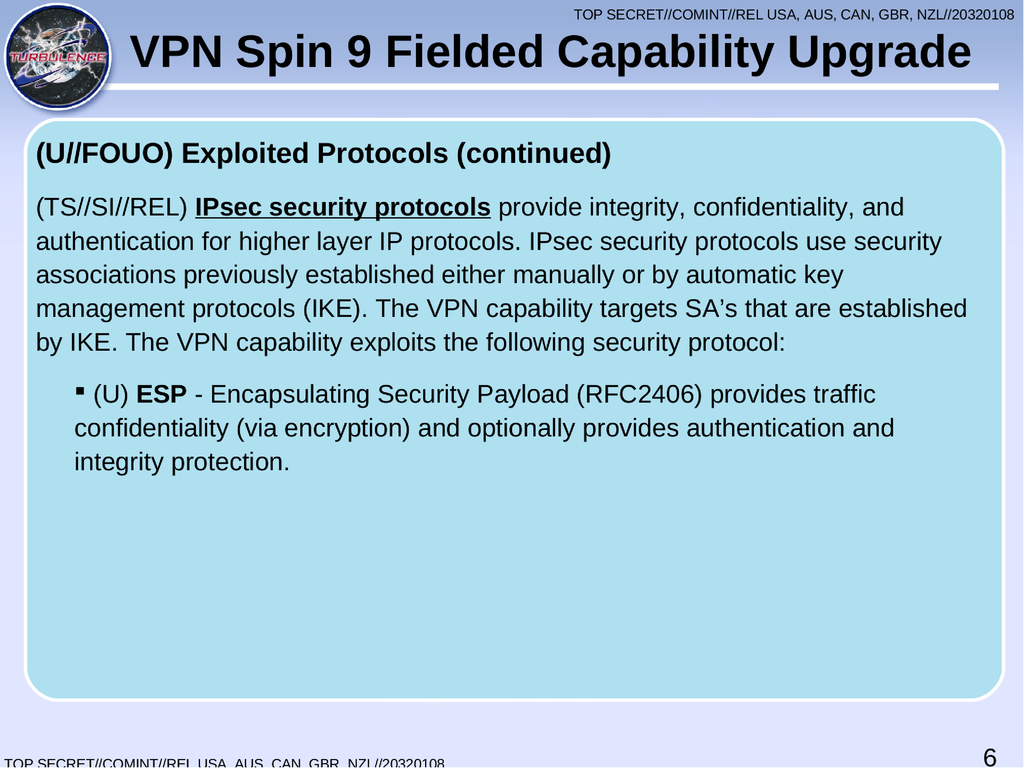 TOP SECRET//COMINT//REL USA, AUS, CAN, GBR, NZL//20320108
TURBULENCE
VPN Spin 9 Fielded Capability Upgrade
(U//FOUO) Exploited Protocols (continued)
(TS//SI//REL) IPsec security protocols provide integrity, confidentiality, and
authentication for higher layer IP protocols. IPsec security protocols use security
associations previously established either manually or by automatic key
management protocols (IKE). The VPN capability targets SA’s that are established
by IKE. The VPN capability exploits the following security protocol:
▪ (U) ESP - Encapsulating Security Payload (RFC2406) provides traffic
confidentiality (via encryption) and optionally provides authentication and
integrity protection.
6
TOP SECRET//COMINT//REL USA, AUS, CAN, GBR, NZL//20320108